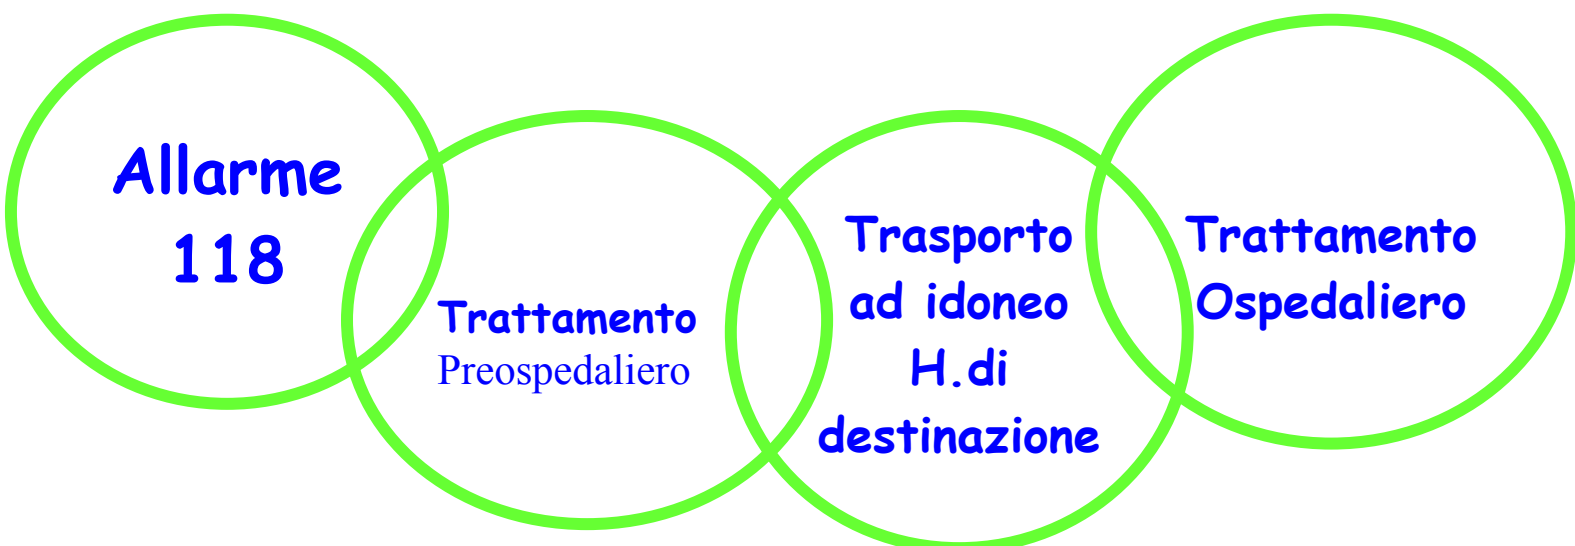 Allarme
118
Trattamento
Preospedaliero
Trasporto
ad idoneo
H.di
destinazione
Trattamento
Ospedaliero